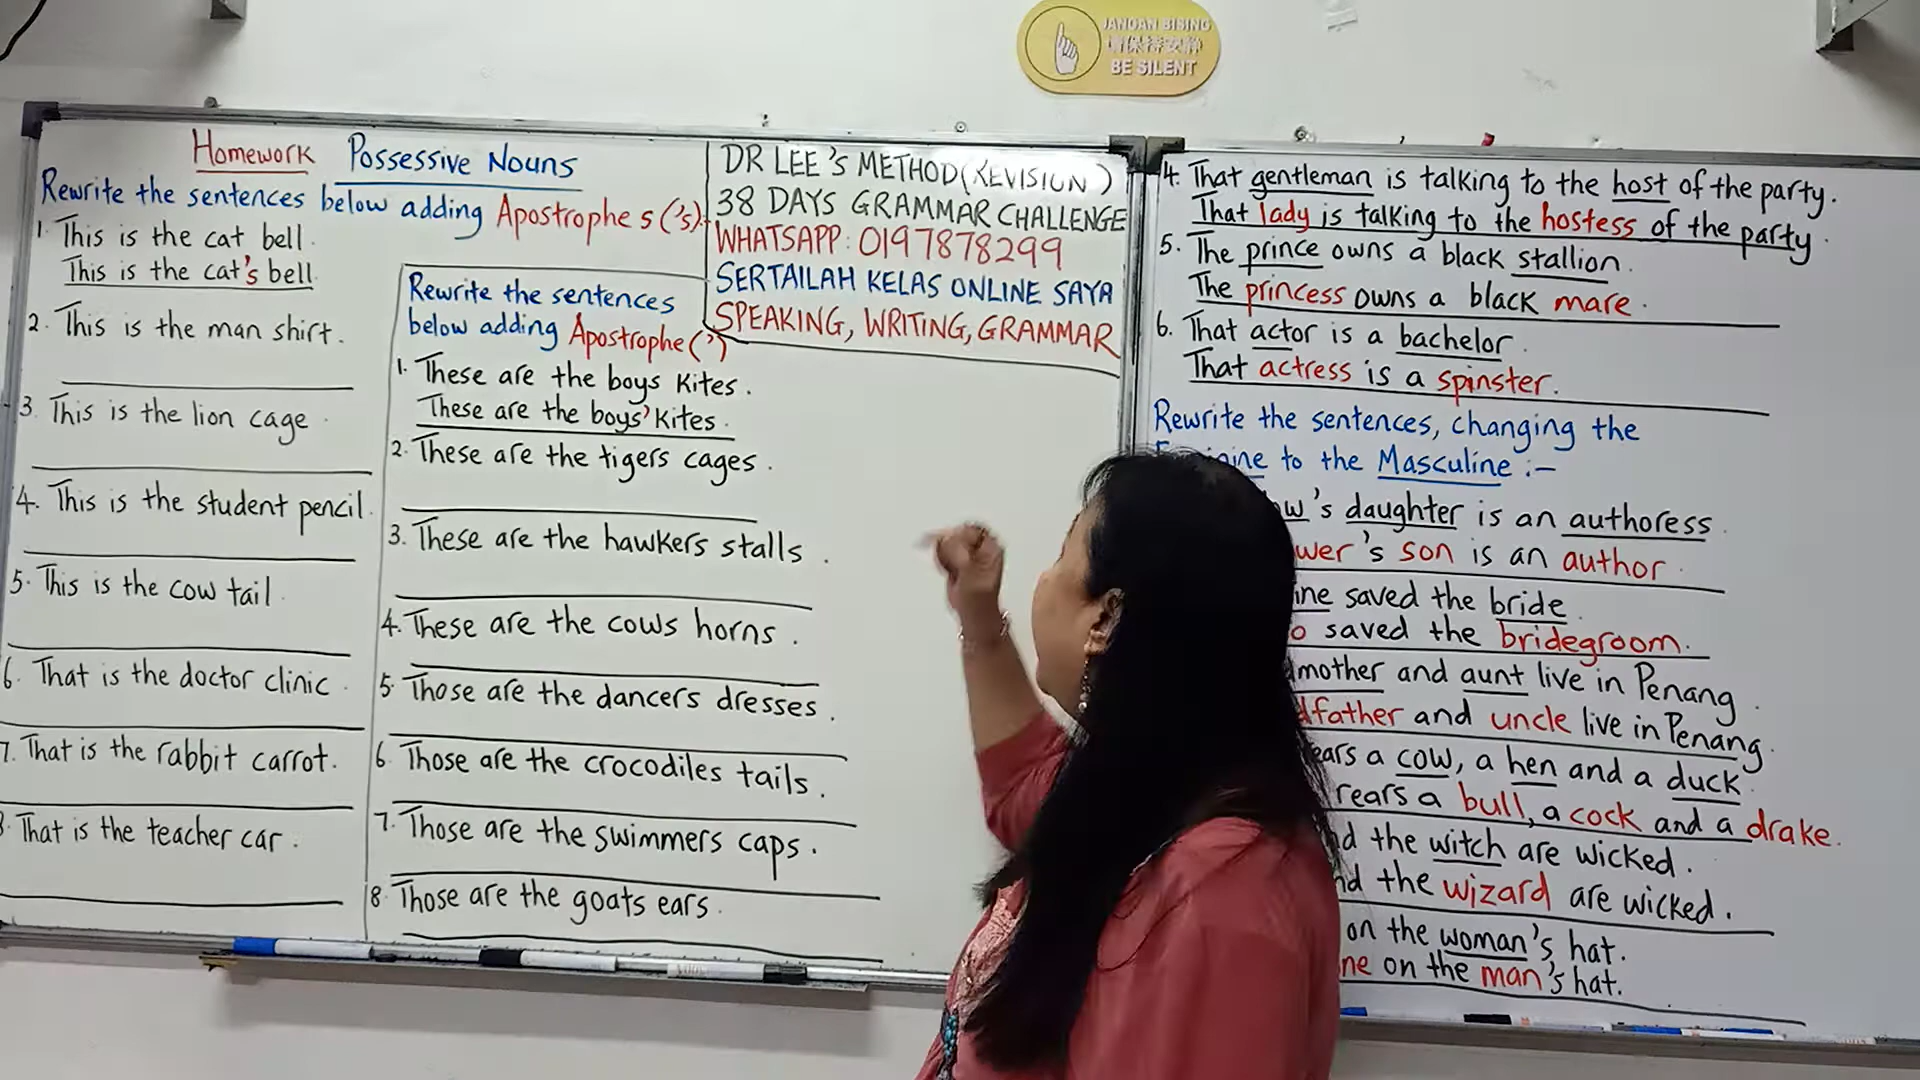 JANGAN BISING
请保持安静
BE SILENT
Homework Possessive Nouns
Rewrite the sentences below adding Apostrophe s ('s):-
1. This is the cat bell.
This is the cat's bell.
2. This is the man shirt.
3. This is the lion cage.
4. This is the student pencil.
5. This is the cow tail.
6. That is the doctor clinic.
7. That is the rabbit carrot.
8. That is the teacher car.
Rewrite the sentences
below adding Apostrophe (')
1. These are the boys kites.
These are the boys' kites.
2. These are the tigers cages.
3. These are the hawkers stalls.
4. These are the cows horns.
5. Those are the dancers dresses.
6. Those are the crocodiles tails.
7. Those are the swimmers caps.
8. Those are the goats ears.
DR LEE'S METHOD (REVISION)
38 DAYS GRAMMAR CHALLENGE
WHATSAPP: 0197878299
SERTAILAH KELAS ONLINE SAYA
SPEAKING, WRITING, GRAMMAR
4. That gentleman is talking to the host of the party.
That lady is talking to the hostess of the party.
5. The prince owns a black stallion.
The princess owns a black mare.
6. That actor is a bachelor.
That actress is a spinster.
Rewrite the sentences, changing the
to the Masculine :-
's daughter is an authoress.
's son is an author.
saved the bride.
saved the bridegroom.
mother and aunt live in Penang.
father and uncle live in Penang.
a cow, a hen and a duck.
rears a bull, a cock and a drake.
the witch are wicked.
the wizard are wicked.
on the woman's hat.
on the man's hat.